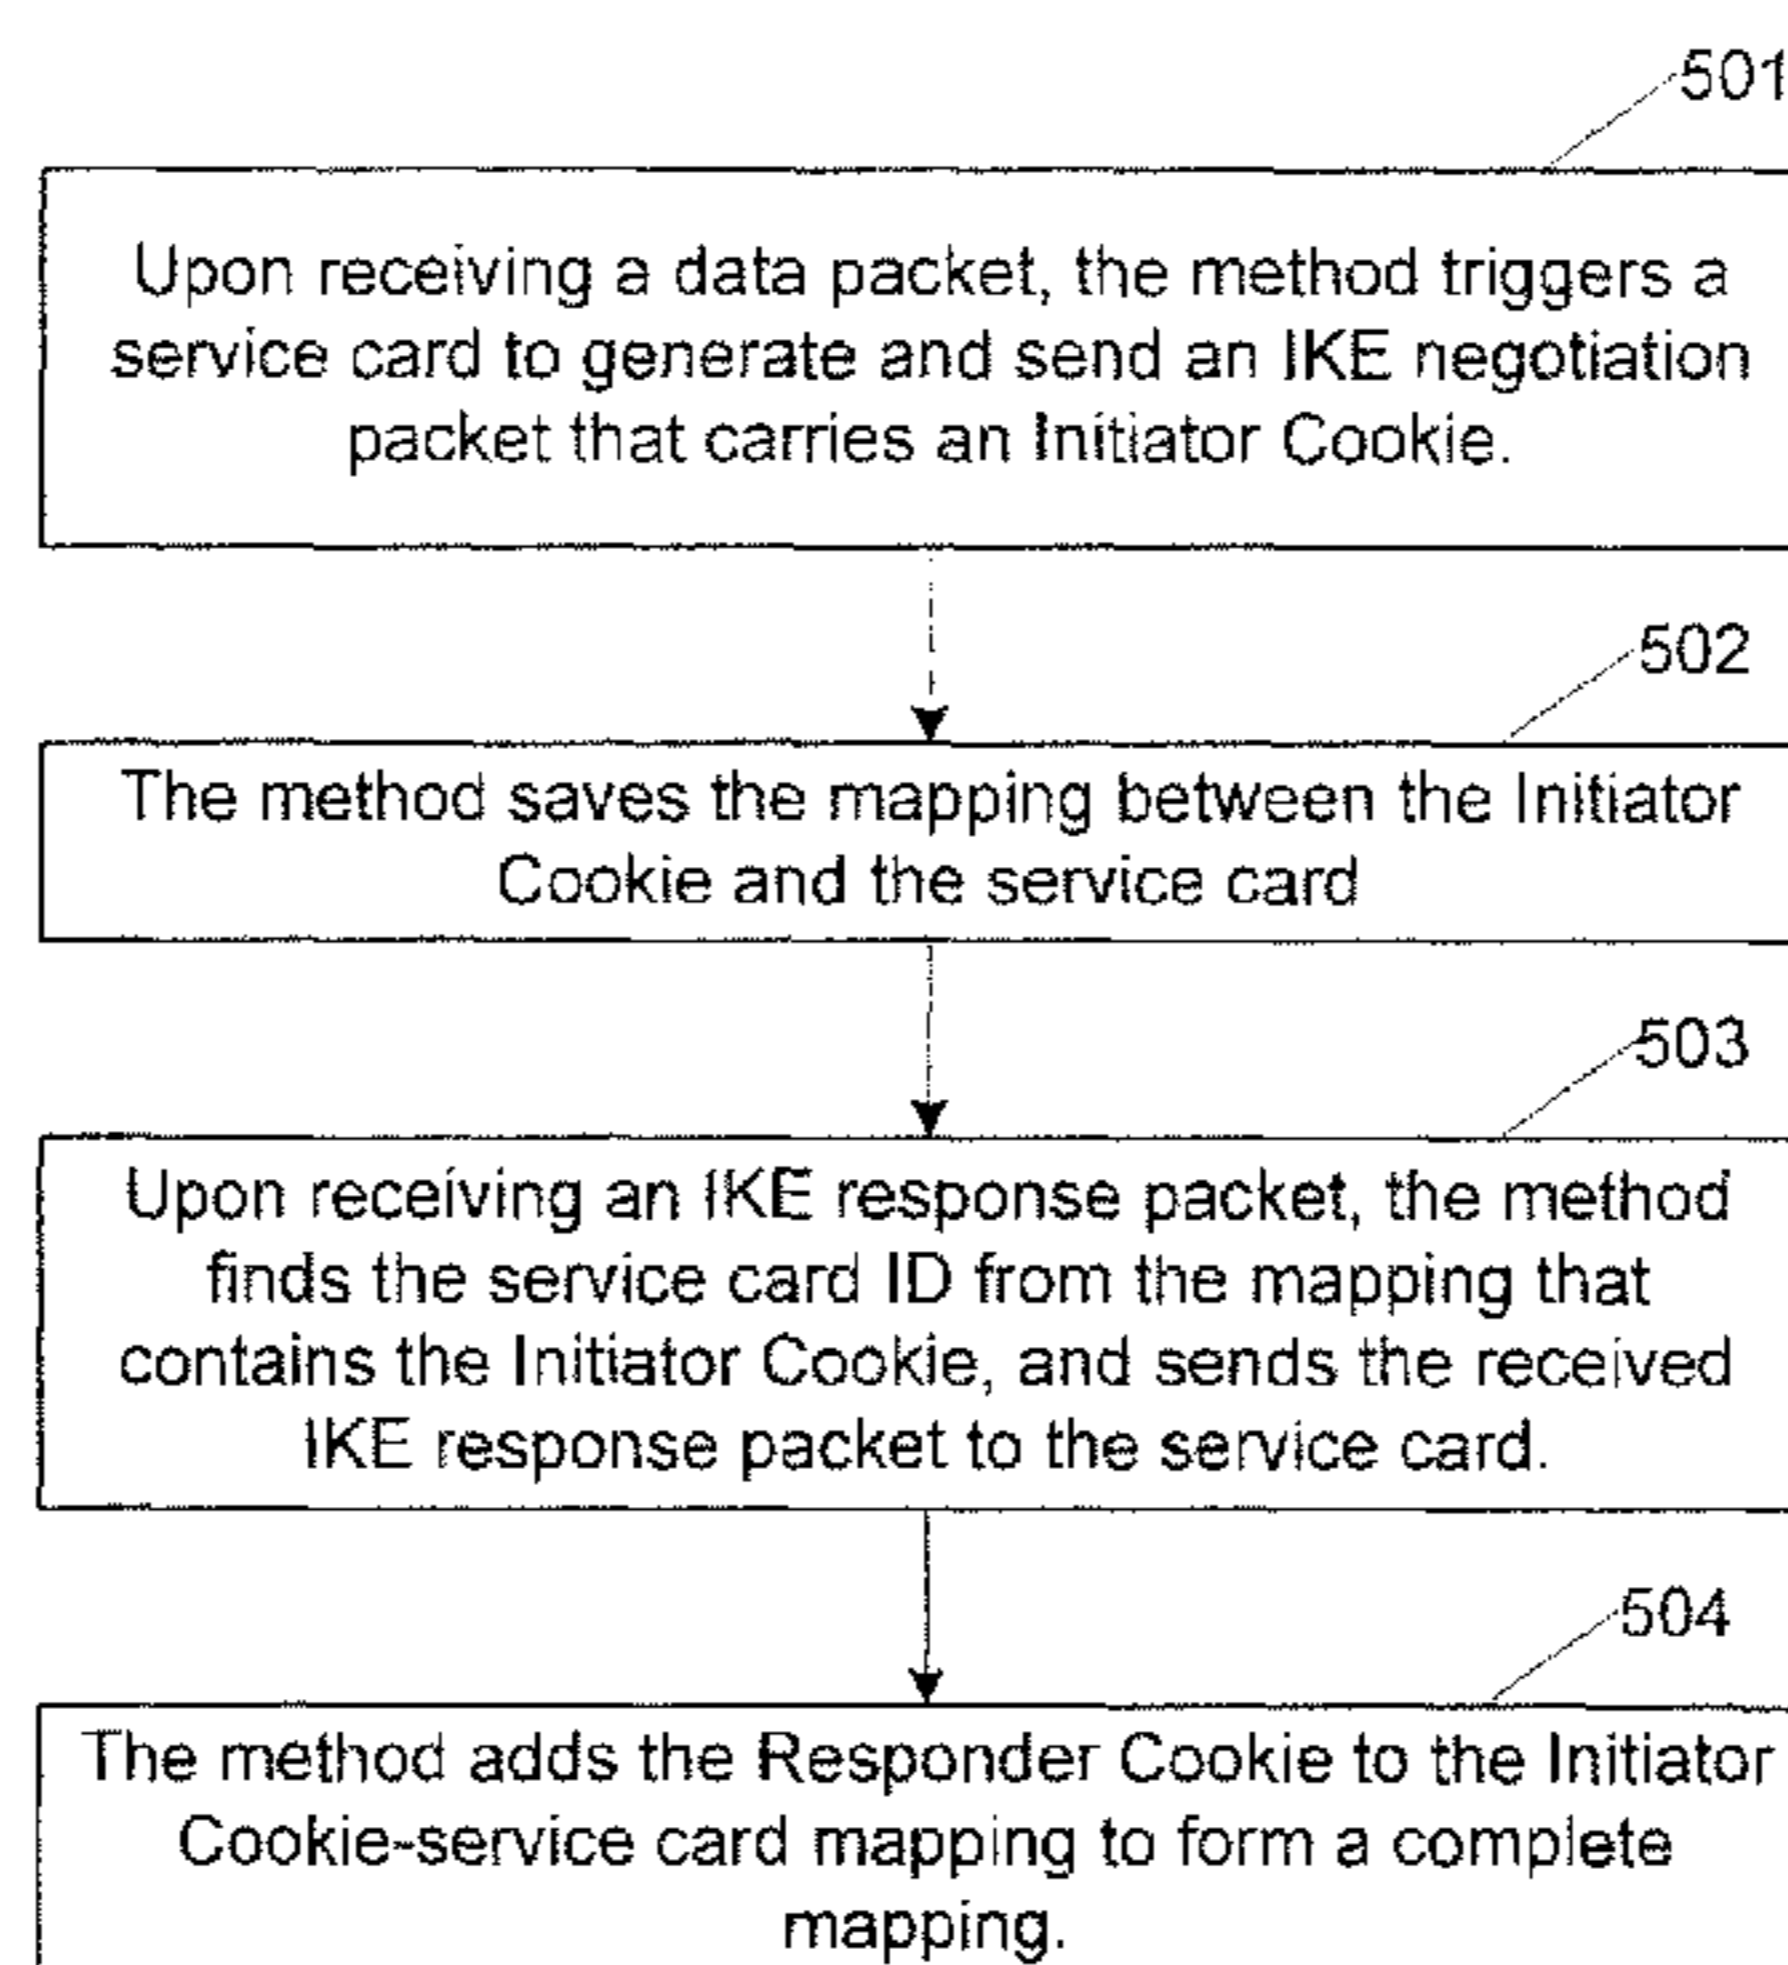 501
Upon receiving a data packet, the method triggers a
service card to generate and send an IKE negotiation
packet that carries an Initiator Cookie.
502
The method saves the mapping between the Initiator
Cookie and the service card
503
Upon receiving an IKE response packet, the method
finds the service card ID from the mapping that
contains the Initiator Cookie, and sends the received
IKE response packet to the service card.
504
The method adds the Responder Cookie to the Initiator
Cookie-service card mapping to form a complete
mapping.